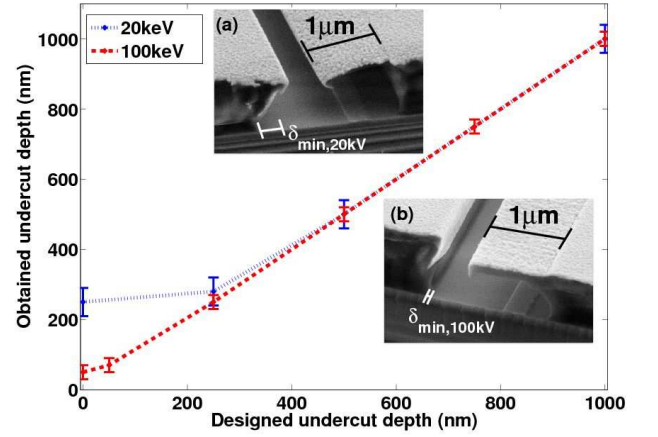 20keV
100keV
(a)
1μm
δmin,20kV
(b)
1μm
δmin,100kV
Obtained undercut depth (nm)
1000
800
600
400
200
0
0 200 400 600 800 1000
Designed undercut depth (nm)